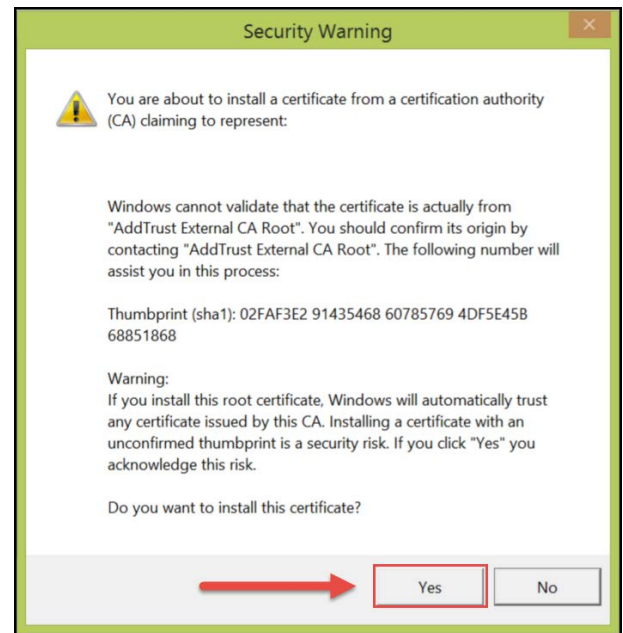 Security Warning
You are about to install a certificate from a certification authority
(CA) claiming to represent:
Windows cannot validate that the certificate is actually from
"AddTrust External CA Root". You should confirm its origin by
contacting "AddTrust External CA Root". The following number will
assist you in this process:
Thumbprint (sha1): 02FAF3E2 91435468 60785769 4DF5E45B
68851868
Warning:
If you install this root certificate, Windows will automatically trust
any certificate issued by this CA. Installing a certificate with an
unconfirmed thumbprint is a security risk. If you click "Yes" you
acknowledge this risk.
Do you want to install this certificate?
Yes
No